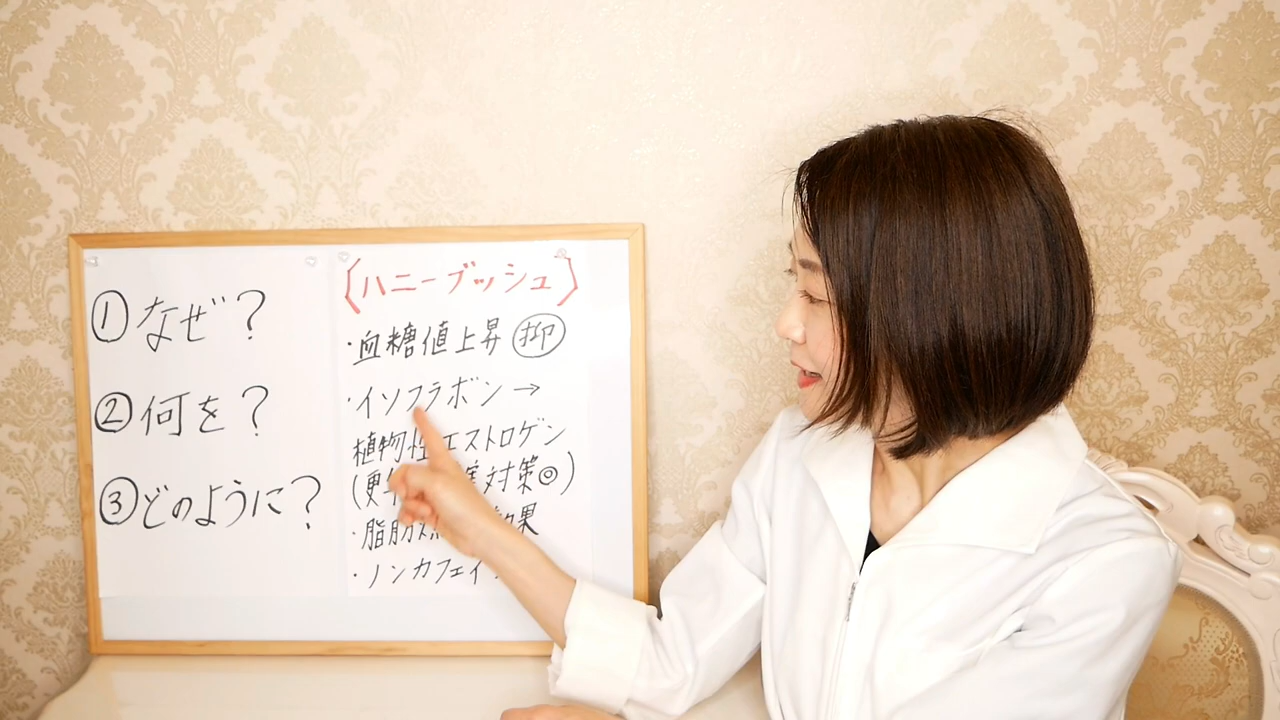 ①なぜ？
②何を？
③どのように？
〈ハニーブッシュ〉
・血糖値上昇 抑
・イソフラボン→
植物性エストロゲン
対策◎)
・脂肪
・ノンカフェイ